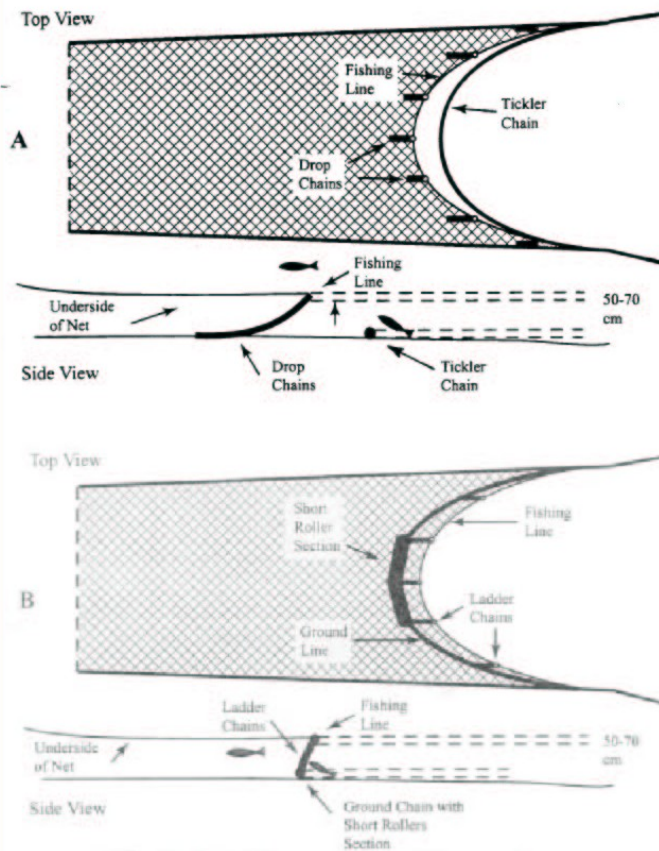 Top View
Fishing
Line
Tickler
Chain
A
Drop
Chains
Fishing
Line
Underside
of Net
50-70
cm
Drop
Chains
Tickler
Chain
Side View
Top View
Short
Roller
Section
Fishing
Line
B
Ladder
Chains
Ground
Line
Ladder
Chains
Fishing
Line
50-70
cm
Underside
of Net
Side View
Ground Chain with
Short Rollers
Section